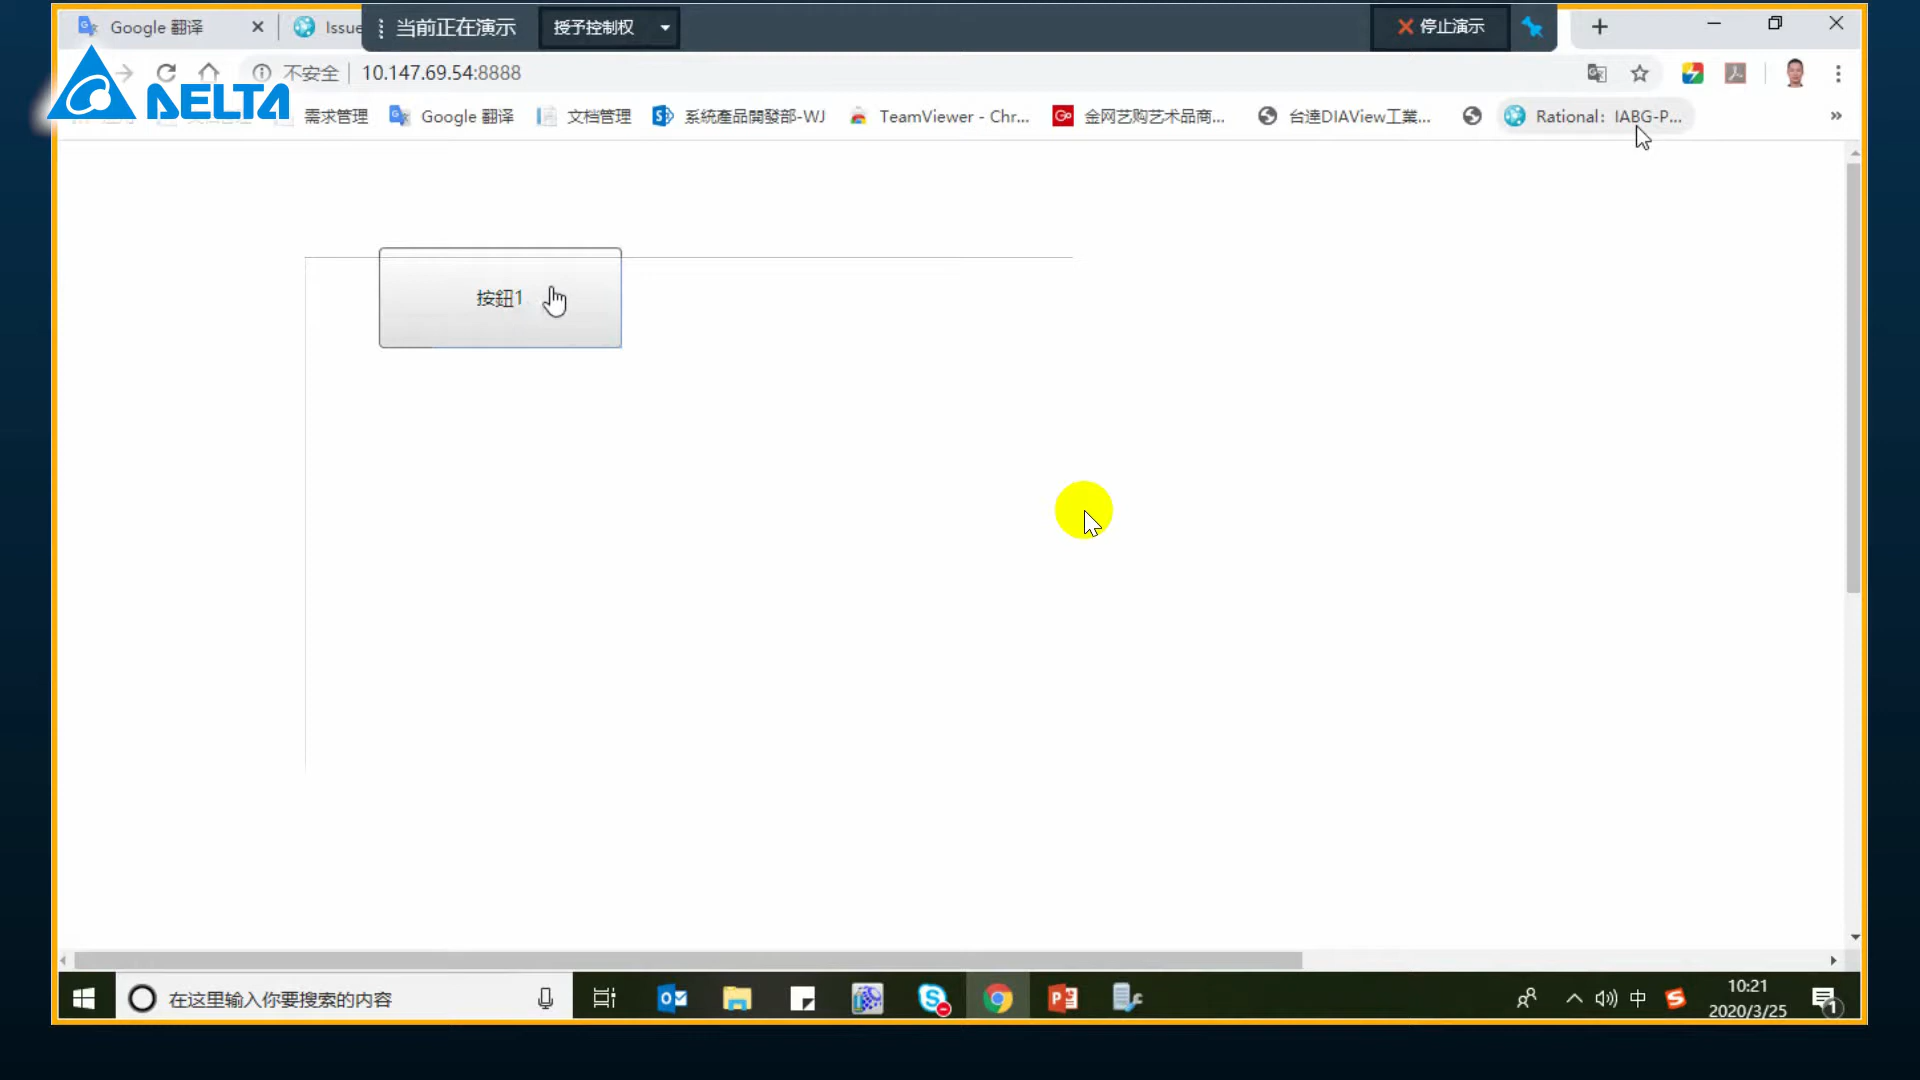 Google 翻译
Issue
当前正在演示
授予控制权
停止演示
不安全
10.147.69.54:8888
DELTA
需求管理
Google 翻译
文档管理
系統產品開發部-WJ
TeamViewer - Chr...
金网艺购艺术品商...
台達DIAView工業...
Rational：IABG-P...
按鈕1
在这里输入你要搜索的内容
中
10:21
2020/3/25
1